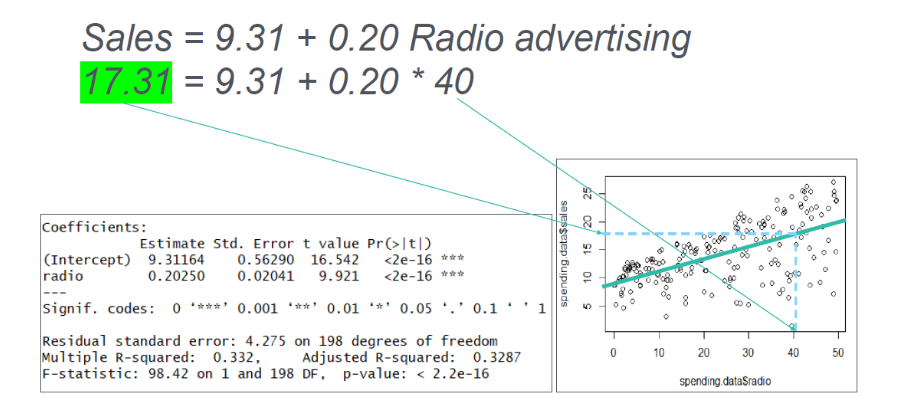 Sales = 9.31 + 0.20 Radio advertising
17.31 = 9.31 + 0.20 * 40
Coefficients:
Estimate Std. Error t value Pr(>|t|)
(Intercept) 9.31164 0.56290 16.542 <2e-16 ***
radio 0.20250 0.02041 9.921 <2e-16 ***
---
Signif. codes: 0 ‘***’ 0.001 ‘**’ 0.01 ‘*’ 0.05 ‘.’ 0.1 ‘ ’ 1
Residual standard error: 4.275 on 198 degrees of freedom
Multiple R-squared: 0.332, Adjusted R-squared: 0.3287
F-statistic: 98.42 on 1 and 198 DF, p-value: < 2.2e-16
spending.data$sales
25
20
15
10
5
0 10 20 30 40 50
spending.data$radio